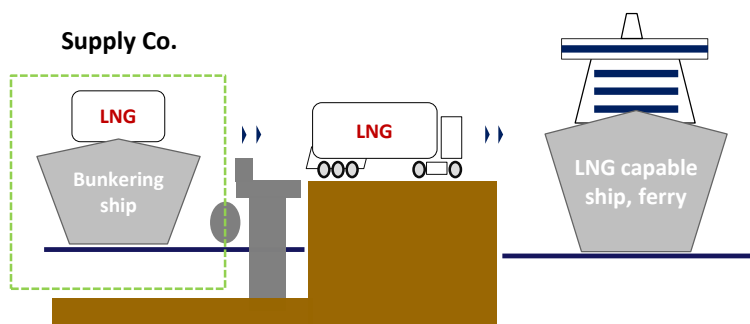 Supply Co.
LNG
Bunkering
ship
LNG
LNG capable
ship, ferry